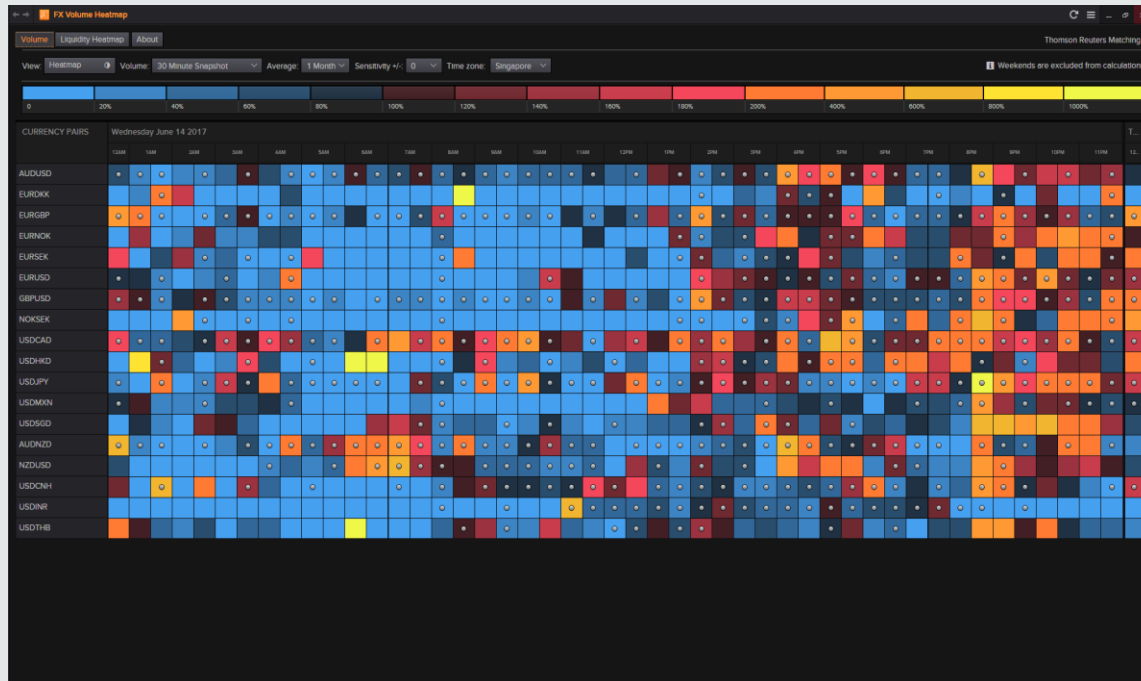 FX Volume Heatmap
Volume Liquidity Heatmap About Thomson Reuters Matching
View: Heatmap Volume: 30 Minute Snapshot Average: 1 Month Sensitivity +/-: 0 Time zone: Singapore Weekends are excluded from calculation
0 20% 40% 60% 80% 100% 120% 140% 160% 180% 200% 400% 600% 800% 1000%
CURRENCY PAIRS Wednesday June 14 2017 T...
12AM 1AM 2AM 3AM 4AM 5AM 6AM 7AM 8AM 9AM 10AM 11AM 12PM 1PM 2PM 3PM 4PM 5PM 6PM 7PM 8PM 9PM 10PM 11PM 12...
AUDUSD
EURDKK
EURGBP
EURNOK
EURSEK
EURUSD
GBPUSD
NOKSEK
USDCAD
USDHKD
USDJPY
USDMXN
USDSGD
AUDNZD
NZDUSD
USDCNH
USDINR
USDTHB